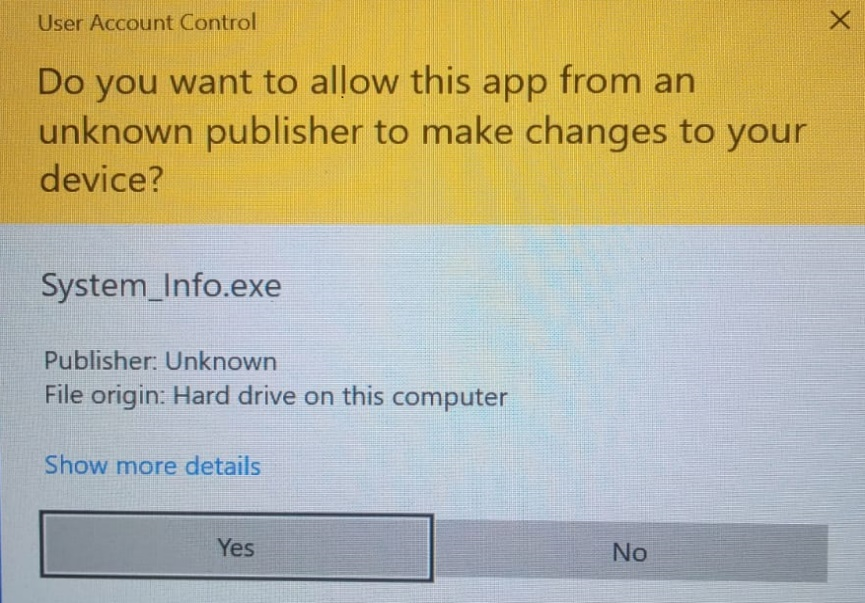 User Account Control
Do you want to allow this app from an
unknown publisher to make changes to your
device?
System_Info.exe
Publisher: Unknown
File origin: Hard drive on this computer
Show more details
Yes
No